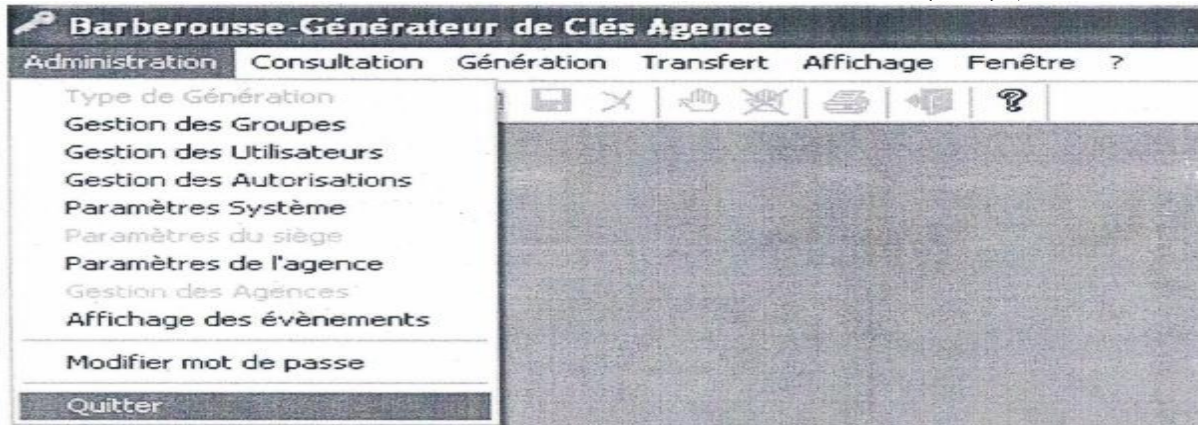 Barberousse-Générateur de Clés Agence
Administration Consultation Génération Transfert Affichage Fenêtre ?
Type de Génération
Gestion des Groupes
Gestion des Utilisateurs
Gestion des Autorisations
Paramètres Système
Paramètres du siège
Paramètres de l'agence
Gestion des Agences
Affichage des évènements
Modifier mot de passe
Quitter